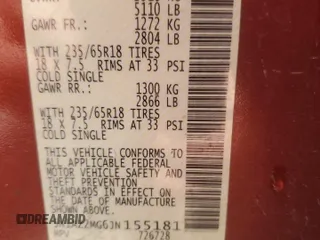 5110 LB
GAWR FR.: 1272 KG
2804 LB
WITH 235/65R18 TIRES
18 X 7.5 RIMS AT 33 PSI
COLD SINGLE
GAWR RR.: 1300 KG
2866 LB
WITH 235/65R18 TIRES
18 X 7.5 RIMS AT 33 PSI
COLD SINGLE
THIS VEHICLE CONFORMS TO
ALL APPLICABLE FEDERAL
MOTOR VEHICLE SAFETY AND
THEFT PREVENTION
STANDARDS IN EFFECT ON
THE DATE OF MANUFACTURE
SHOWN ABOVE
155181
MPV 726728
DREAMBID